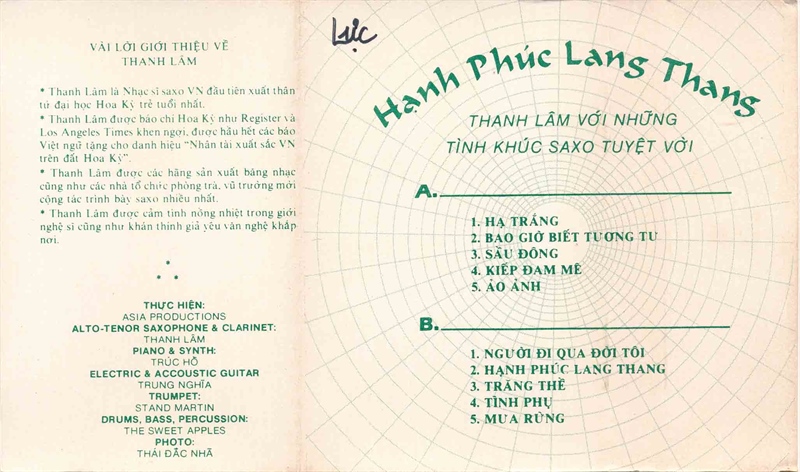 VÀI LỜI GIỚI THIỆU VỀ
THANH LÂM
* Thanh Lâm là Nhạc sĩ saxo VN đầu tiên xuất thân
từ đại học Hoa Kỳ trẻ tuổi nhất.
* Thanh Lâm được báo chí Hoa Kỳ như Register và
Los Angeles Times khen ngợi, được hầu hết các báo
Việt ngữ tặng cho danh hiệu "Nhân tài xuất sắc VN
trên đất Hoa Kỳ".
* Thanh Lâm được các hãng sản xuất băng nhạc
cũng như các nhà tổ chức phòng trà, vũ trường mời
cộng tác trình bày saxo nhiều nhất.
* Thanh Lâm được cảm tình nồng nhiệt trong giới
nghệ sĩ cũng như khán thính giả yêu văn nghệ khắp
nơi.
*
* *
THỰC HIỆN:
ASIA PRODUCTIONS
ALTO-TENOR SAXOPHONE & CLARINET:
THANH LÂM
PIANO & SYNTH:
TRÚC HỒ
ELECTRIC & ACCOUSTIC GUITAR
TRUNG NGHĨA
TRUMPET:
STAND MARTIN
DRUMS, BASS, PERCUSSION:
THE SWEET APPLES
PHOTO:
THÁI ĐẮC NHÃ
Lực
Hạnh Phúc Lang Thang
THANH LÂM VỚI NHỮNG
TÌNH KHÚC SAXO TUYỆT VỜI
A.
1. HẠ TRẮNG
2. BAO GIỜ BIẾT TƯƠNG TƯ
3. SẦU ĐÔNG
4. KIẾP ĐAM MÊ
5. ẢO ẢNH
B.
1. NGƯỜI ĐI QUA ĐỜI TÔI
2. HẠNH PHÚC LANG THANG
3. TRĂNG THỀ
4. TÌNH PHỤ
5. MƯA RỪNG